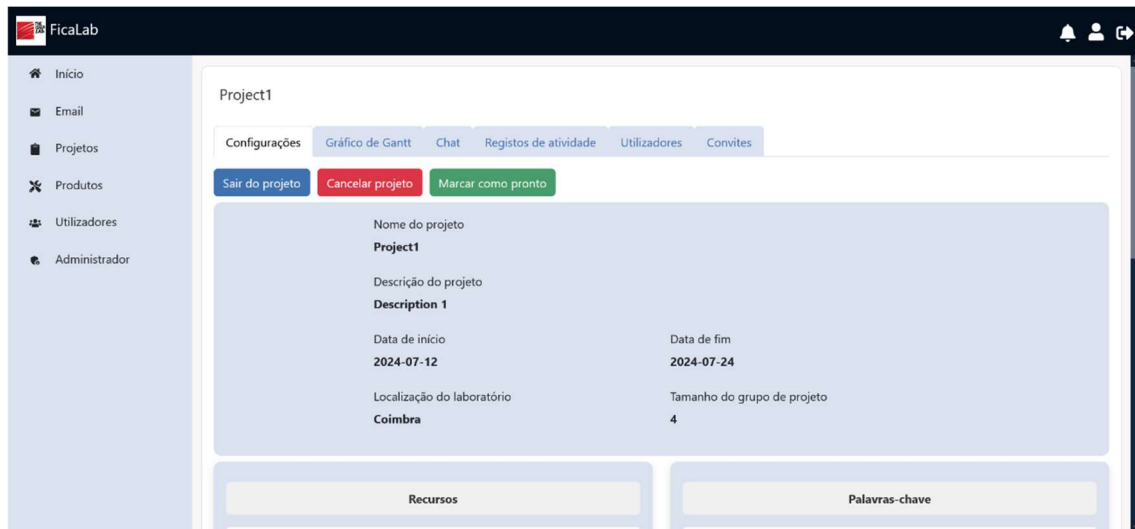 FicaLab
Início
Email
Projetos
Produtos
Utilizadores
Administrador
Project1
Configurações Gráfico de Gantt Chat Registos de atividade Utilizadores Convites
Sair do projeto Cancelar projeto Marcar como pronto
Nome do projeto
Project1
Descrição do projeto
Description 1
Data de início Data de fim
2024-07-12 2024-07-24
Localização do laboratório Tamanho do grupo de projeto
Coimbra 4
Recursos Palavras-chave